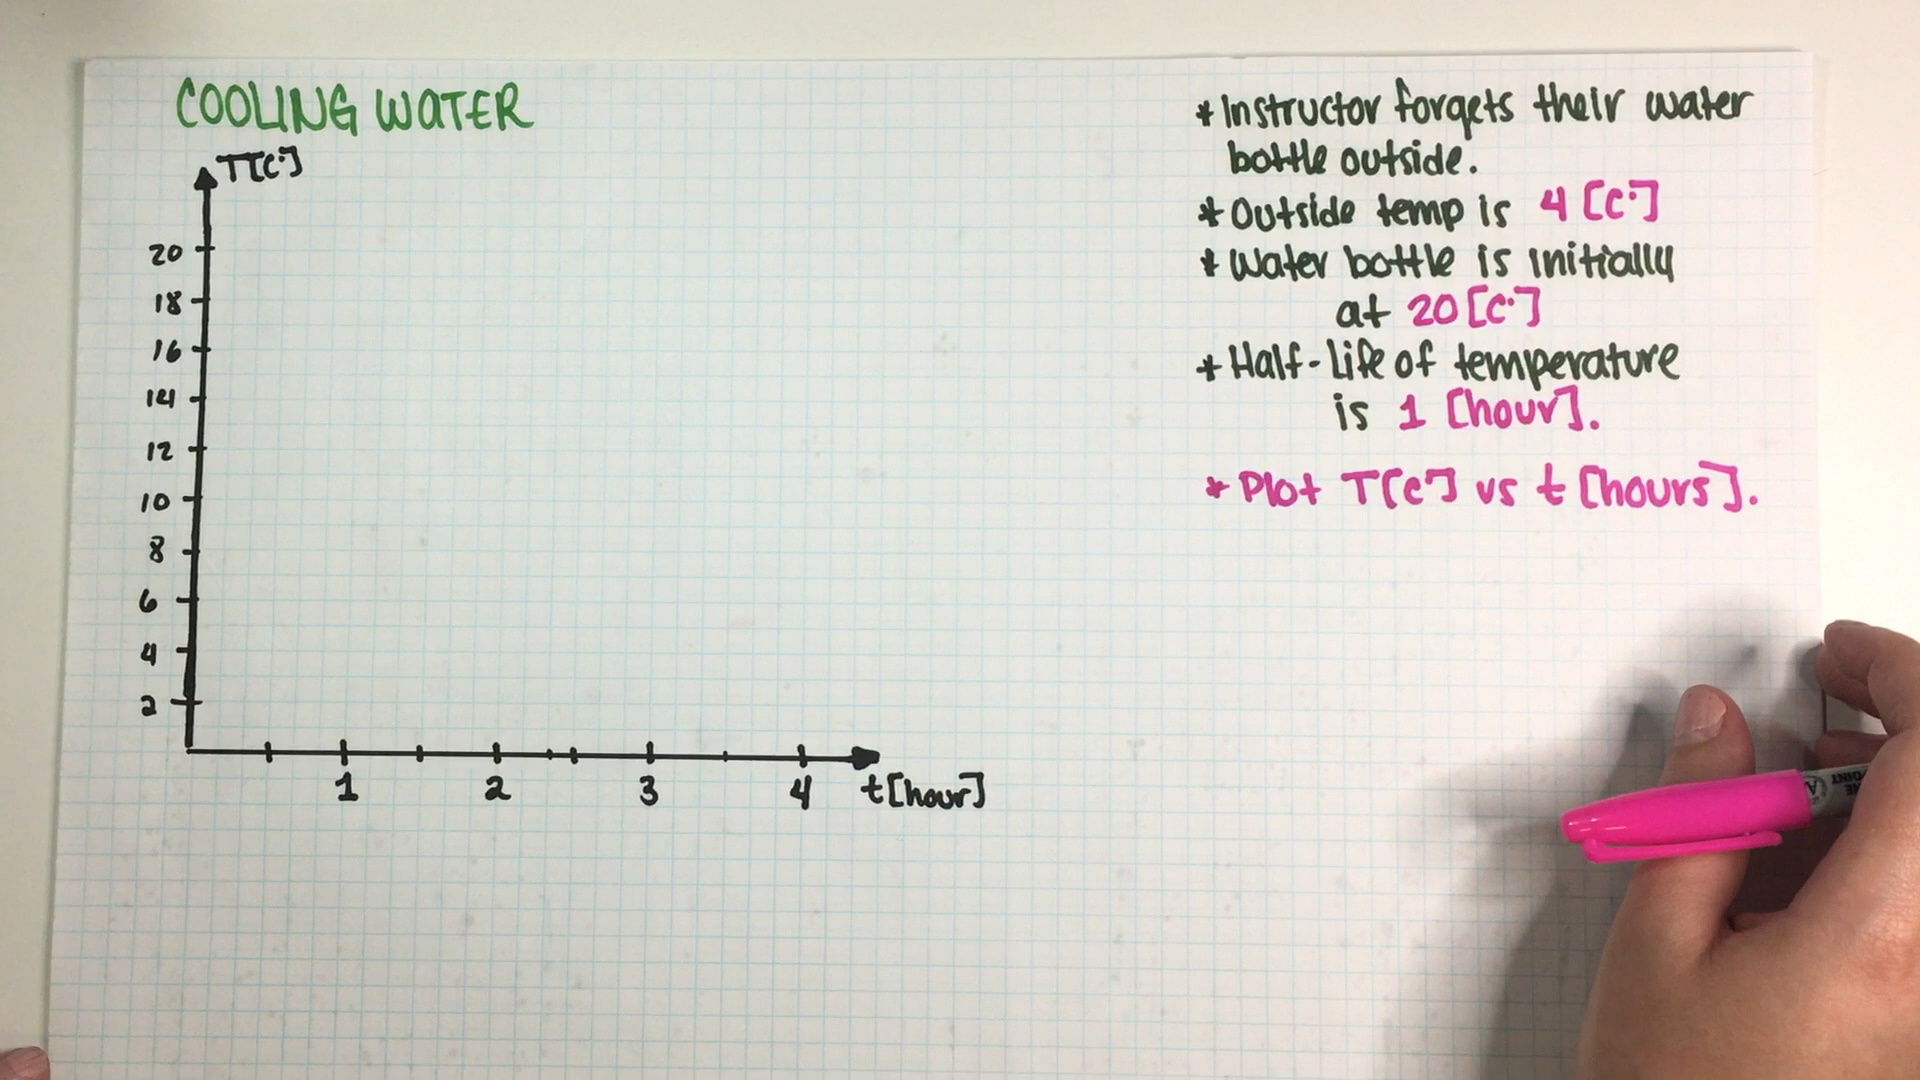 COOLING WATER
T[C°]
20
18
16
14
12
10
8
6
4
2
1 2 3 4 t[hour]
* Instructor forgets their water
bottle outside.
* Outside temp is 4 [C°]
* Water bottle is initially
at 20 [C°]
* Half-life of temperature
is 1 [hour].
* Plot T[C°] vs t [hours].